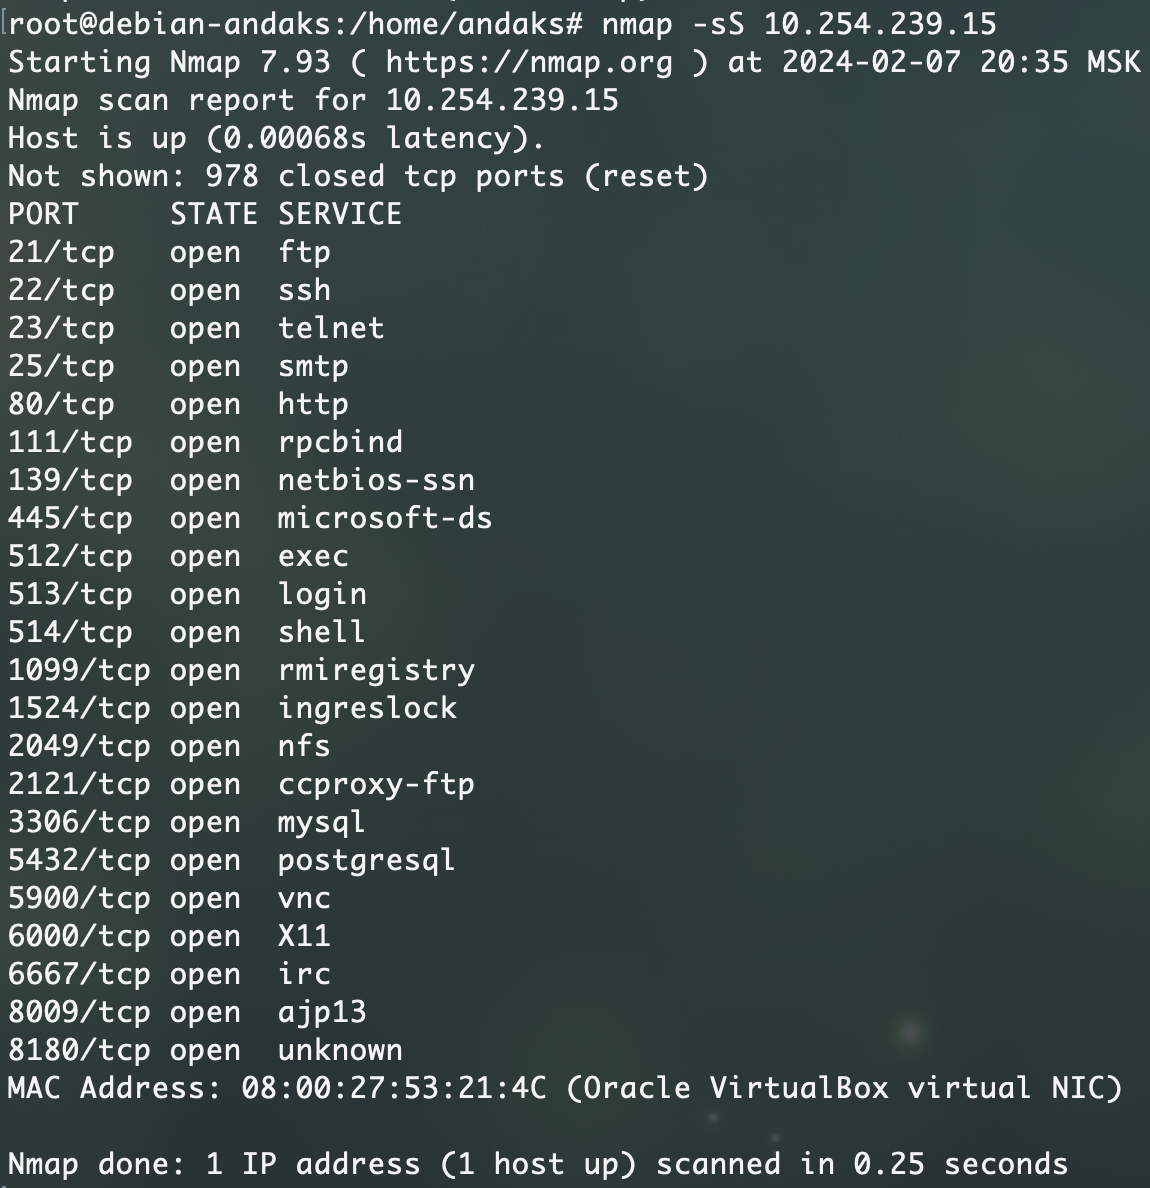 root@debian-andaks:/home/andaks# nmap -sS 10.254.239.15
Starting Nmap 7.93 ( https://nmap.org ) at 2024-02-07 20:35 MSK
Nmap scan report for 10.254.239.15
Host is up (0.00068s latency).
Not shown: 978 closed tcp ports (reset)
PORT     STATE SERVICE
21/tcp   open  ftp
22/tcp   open  ssh
23/tcp   open  telnet
25/tcp   open  smtp
80/tcp   open  http
111/tcp  open  rpcbind
139/tcp  open  netbios-ssn
445/tcp  open  microsoft-ds
512/tcp  open  exec
513/tcp  open  login
514/tcp  open  shell
1099/tcp open  rmiregistry
1524/tcp open  ingreslock
2049/tcp open  nfs
2121/tcp open  ccproxy-ftp
3306/tcp open  mysql
5432/tcp open  postgresql
5900/tcp open  vnc
6000/tcp open  X11
6667/tcp open  irc
8009/tcp open  ajp13
8180/tcp open  unknown
MAC Address: 08:00:27:53:21:4C (Oracle VirtualBox virtual NIC)
Nmap done: 1 IP address (1 host up) scanned in 0.25 seconds